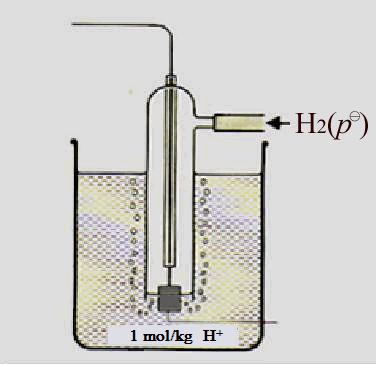 H2(p⊖)
1 mol/kg H+